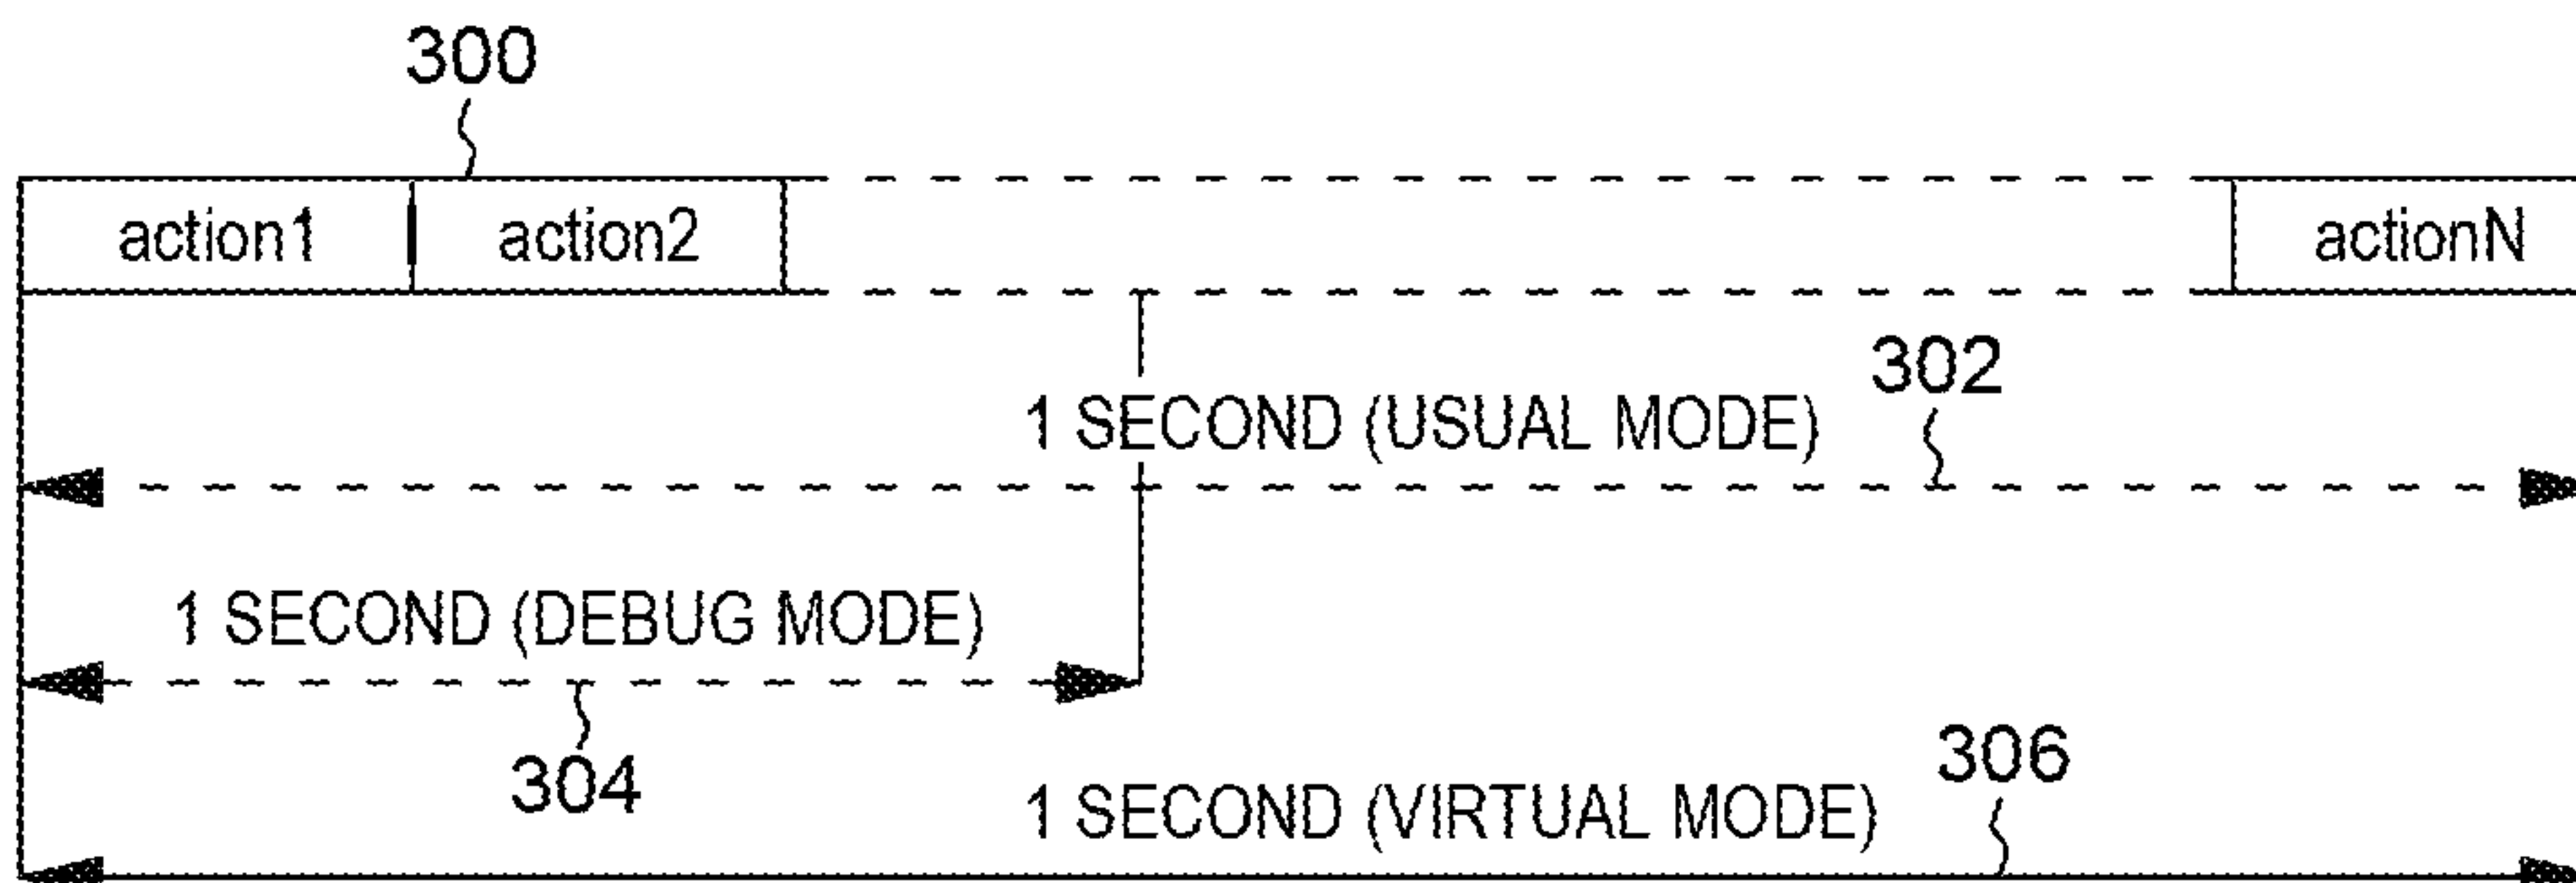 300
action1 action2 actionN
302
1 SECOND (USUAL MODE)
1 SECOND (DEBUG MODE)
304
306
1 SECOND (VIRTUAL MODE)